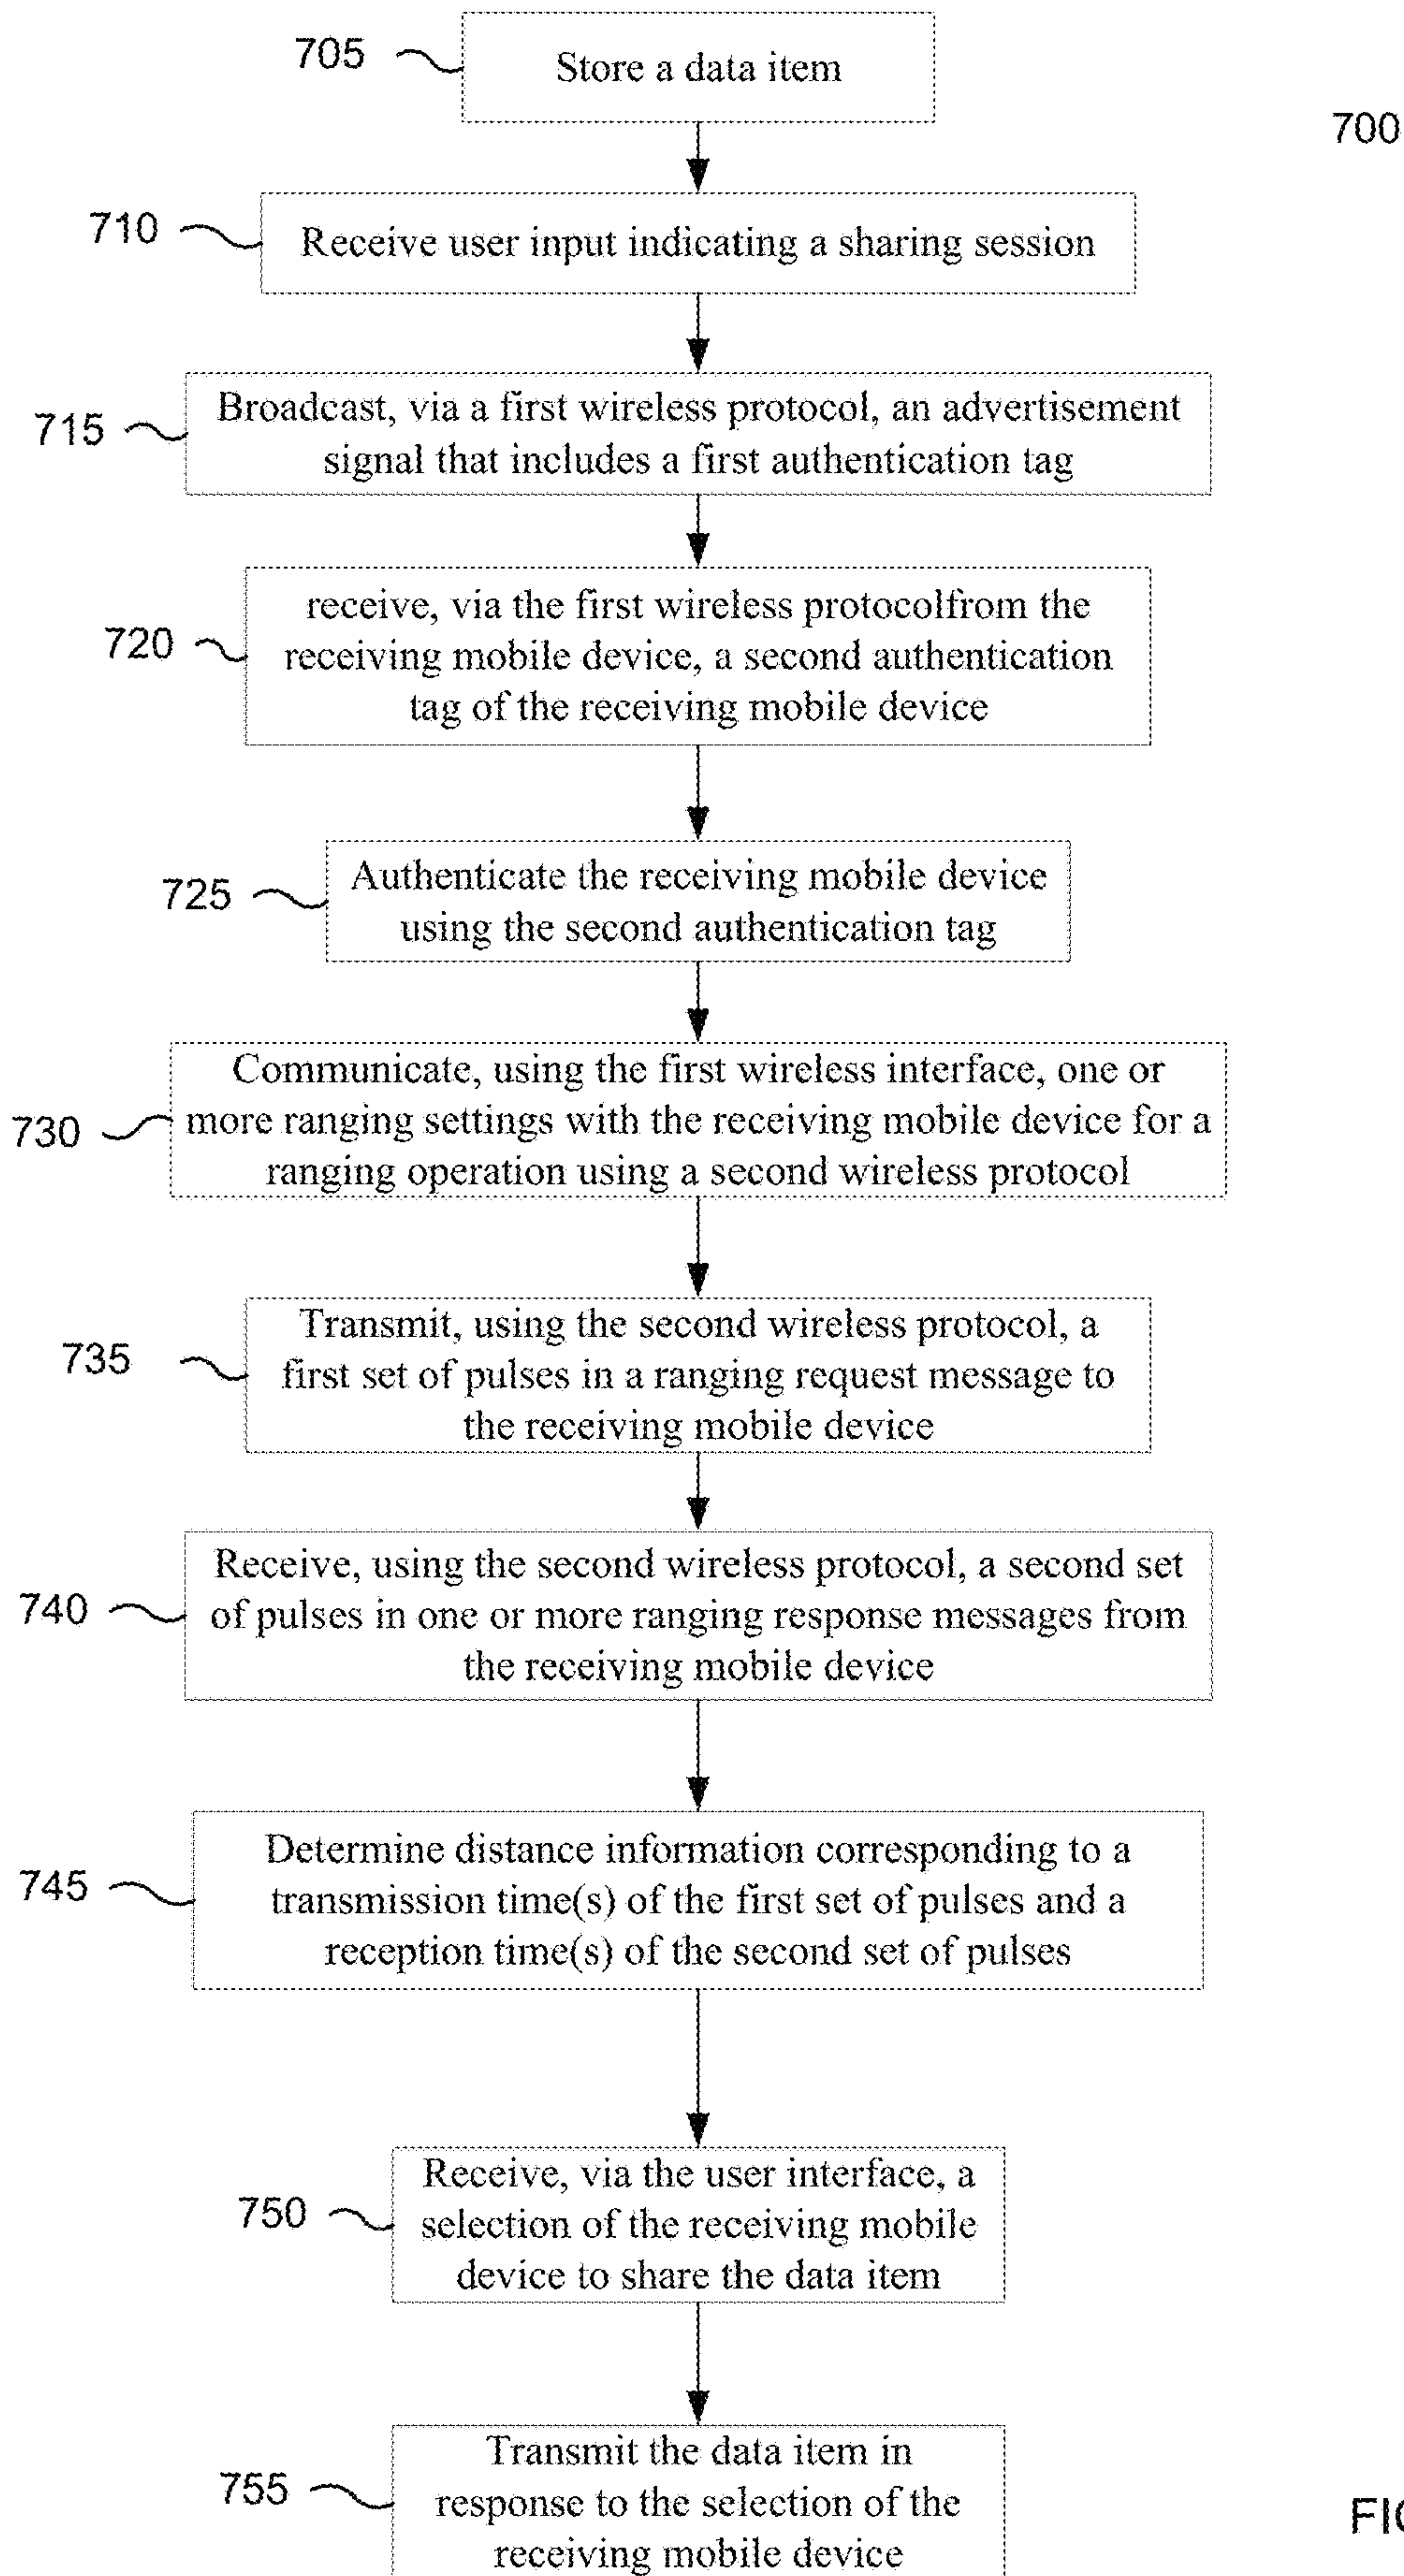 705
Store a data item
700
710
Receive user input indicating a sharing session
715
Broadcast, via a first wireless protocol, an advertisement
signal that includes a first authentication tag
720
receive, via the first wireless protocolfrom the
receiving mobile device, a second authentication
tag of the receiving mobile device
725
Authenticate the receiving mobile device
using the second authentication tag
730
Communicate, using the first wireless interface, one or
more ranging settings with the receiving mobile device for a
ranging operation using a second wireless protocol
735
Transmit, using the second wireless protocol, a
first set of pulses in a ranging request message to
the receiving mobile device
740
Receive, using the second wireless protocol, a second set
of pulses in one or more ranging response messages from
the receiving mobile device
745
Determine distance information corresponding to a
transmission time(s) of the first set of pulses and a
reception time(s) of the second set of pulses
750
Receive, via the user interface, a
selection of the receiving mobile
device to share the data item
755
Transmit the data item in
response to the selection of the
receiving mobile device